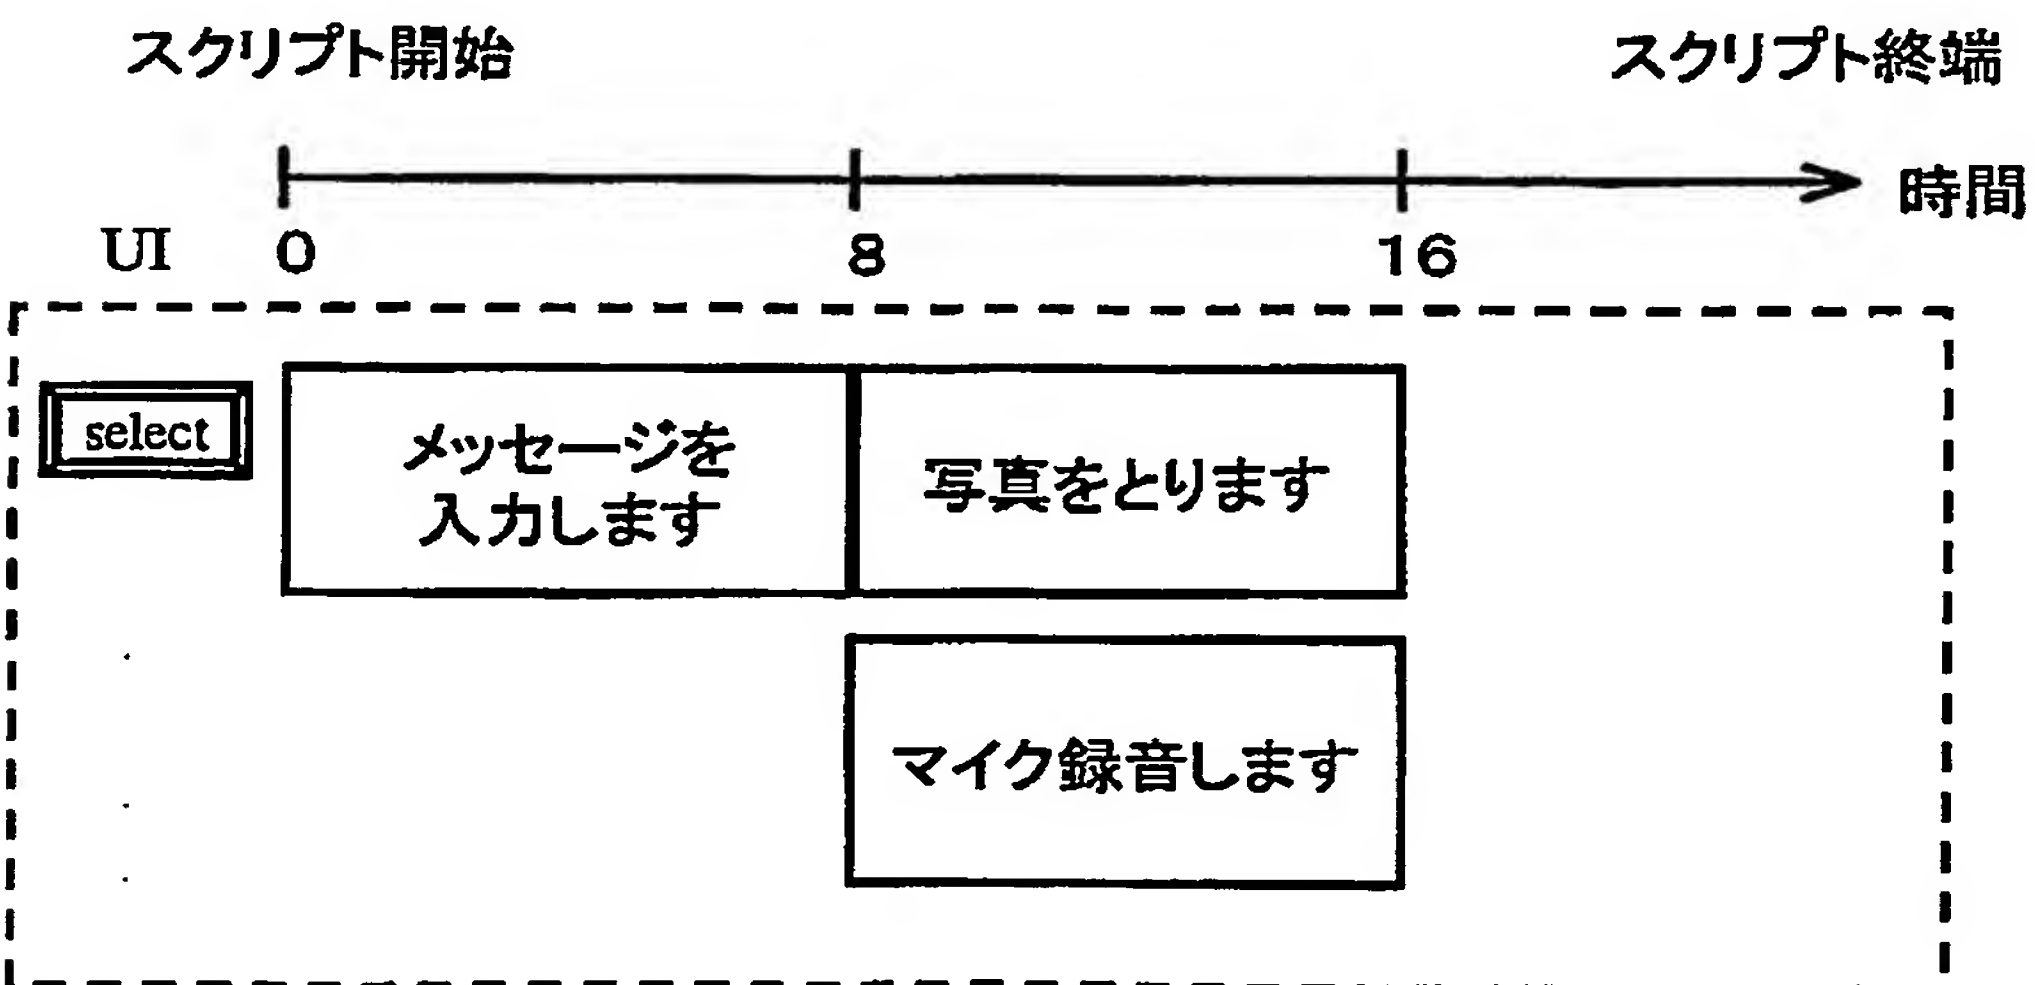 スクリプト開始
スクリプト終端
時間
UI
0
8
16
select
メッセージを
入力します
写真をとります
マイク録音します